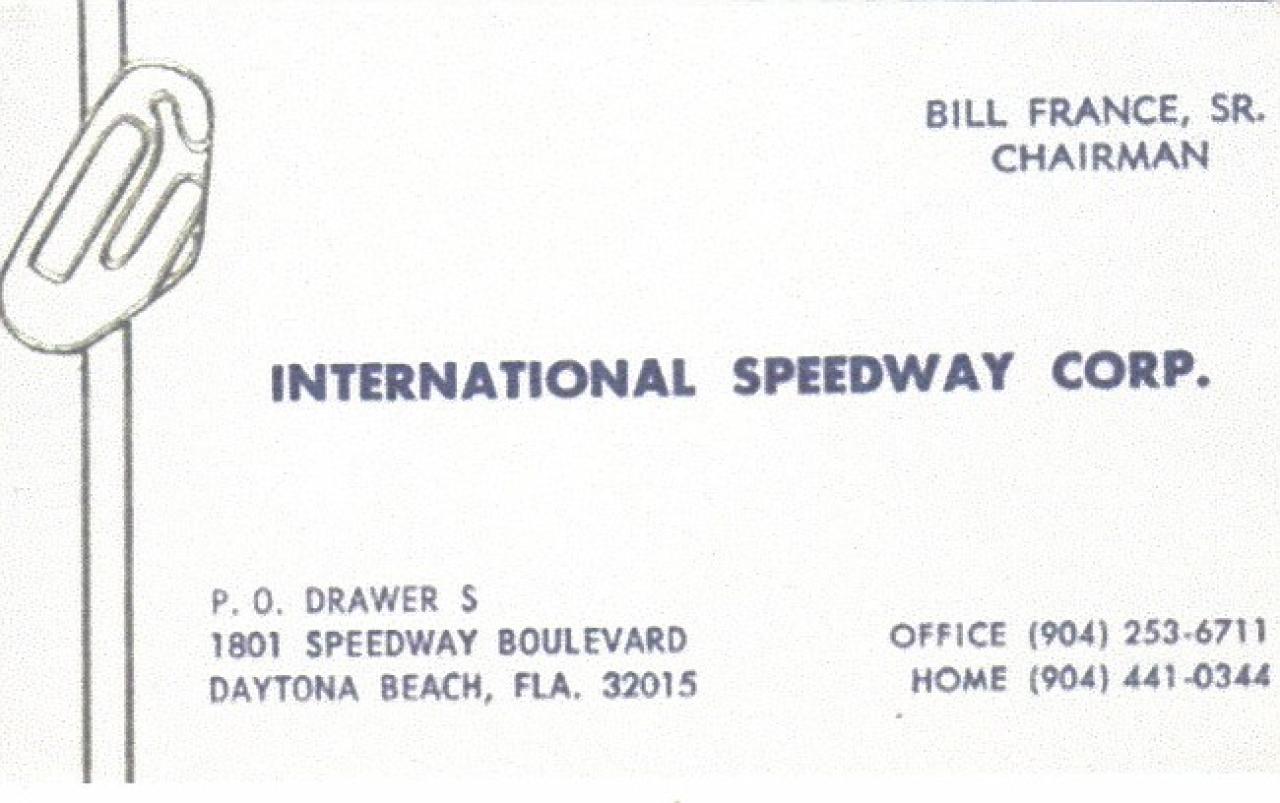 BILL FRANCE, SR.
CHAIRMAN
INTERNATIONAL SPEEDWAY CORP.
P. O. DRAWER S
1801 SPEEDWAY BOULEVARD
DAYTONA BEACH, FLA. 32015
OFFICE (904) 253-6711
HOME (904) 441-0344